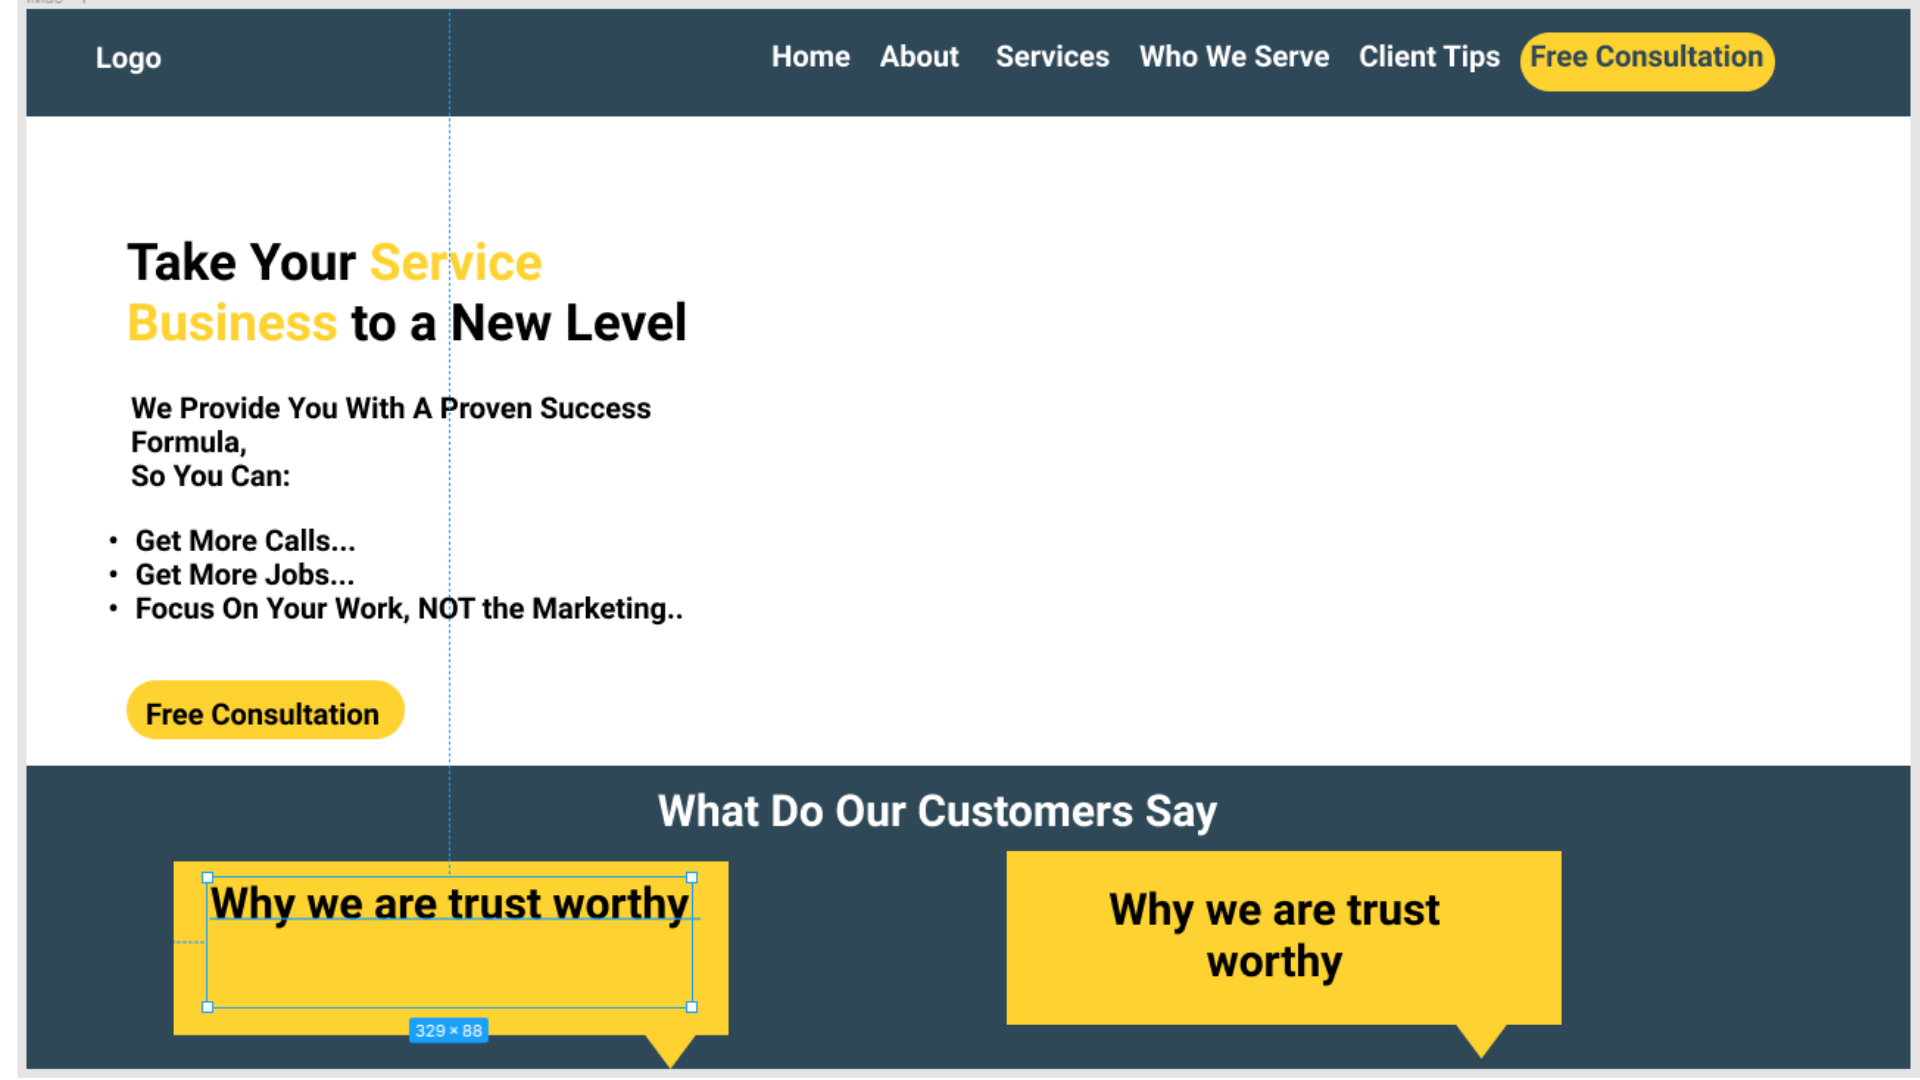 Logo
Home About Services Who We Serve Client Tips Free Consultation
Take Your Service
Business to a New Level
We Provide You With A Proven Success
Formula,
So You Can:
• Get More Calls...
• Get More Jobs...
• Focus On Your Work, NOT the Marketing..
Free Consultation
What Do Our Customers Say
Why we are trust worthy
329 × 88
Why we are trust
worthy